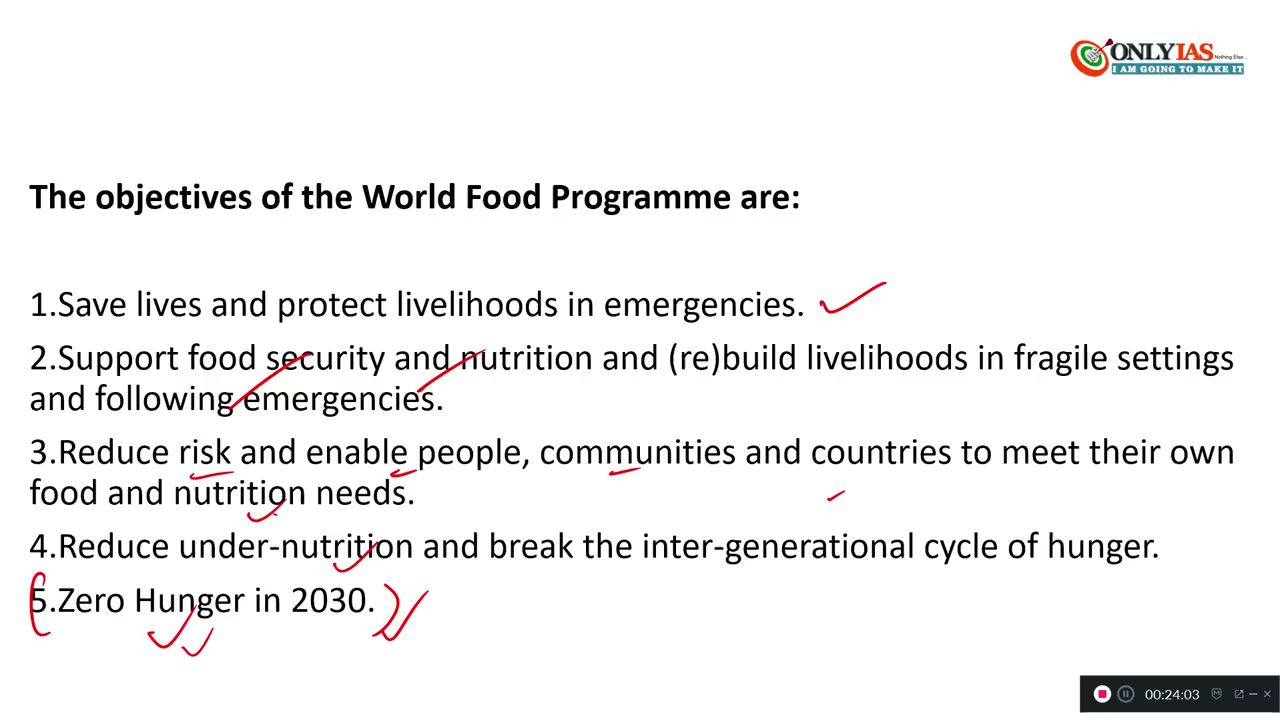 ONLYIAS Nothing Else...
I AM GOING TO MAKE IT
The objectives of the World Food Programme are:
1.Save lives and protect livelihoods in emergencies.
2.Support food security and nutrition and (re)build livelihoods in fragile settings
and following emergencies.
3.Reduce risk and enable people, communities and countries to meet their own
food and nutrition needs.
4.Reduce under-nutrition and break the inter-generational cycle of hunger.
5.Zero Hunger in 2030.
00:24:03